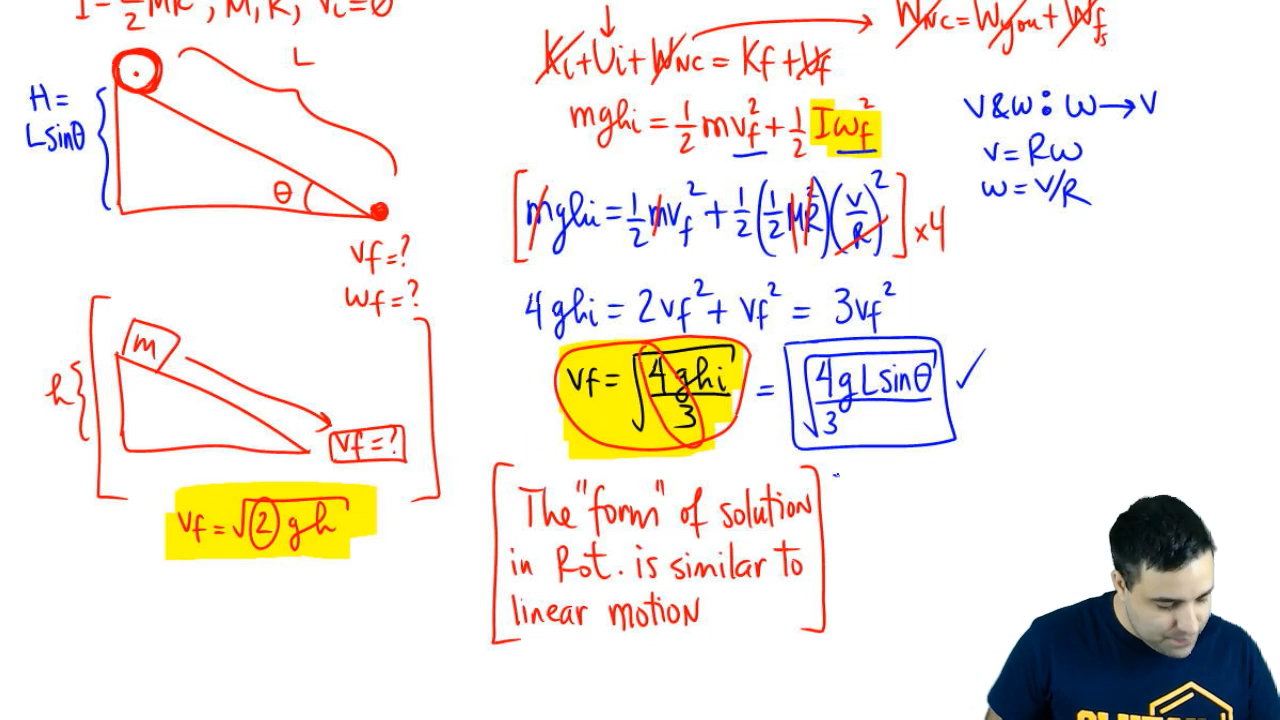 I = ½MR², M, R, Vi = 0
L
H =
L sinθ
θ
Vf = ?
ωf = ?
m
h
Vf = ?
Vf = √2gh
Ki + Ui + WNC = Kf + Uf
WNC = Wyou + Wfs
mghi = ½mvf² + ½Iωf²
V & ω : ω → V
V = Rω
ω = V/R
[mghi = ½mvf² + ½(½MR²)(V/R)²] × 4
4ghi = 2vf² + vf² = 3vf²
Vf = √4ghi/3 = √4gLsinθ/3 ✓
[The "form" of solution
in Rot. is similar to
linear motion]